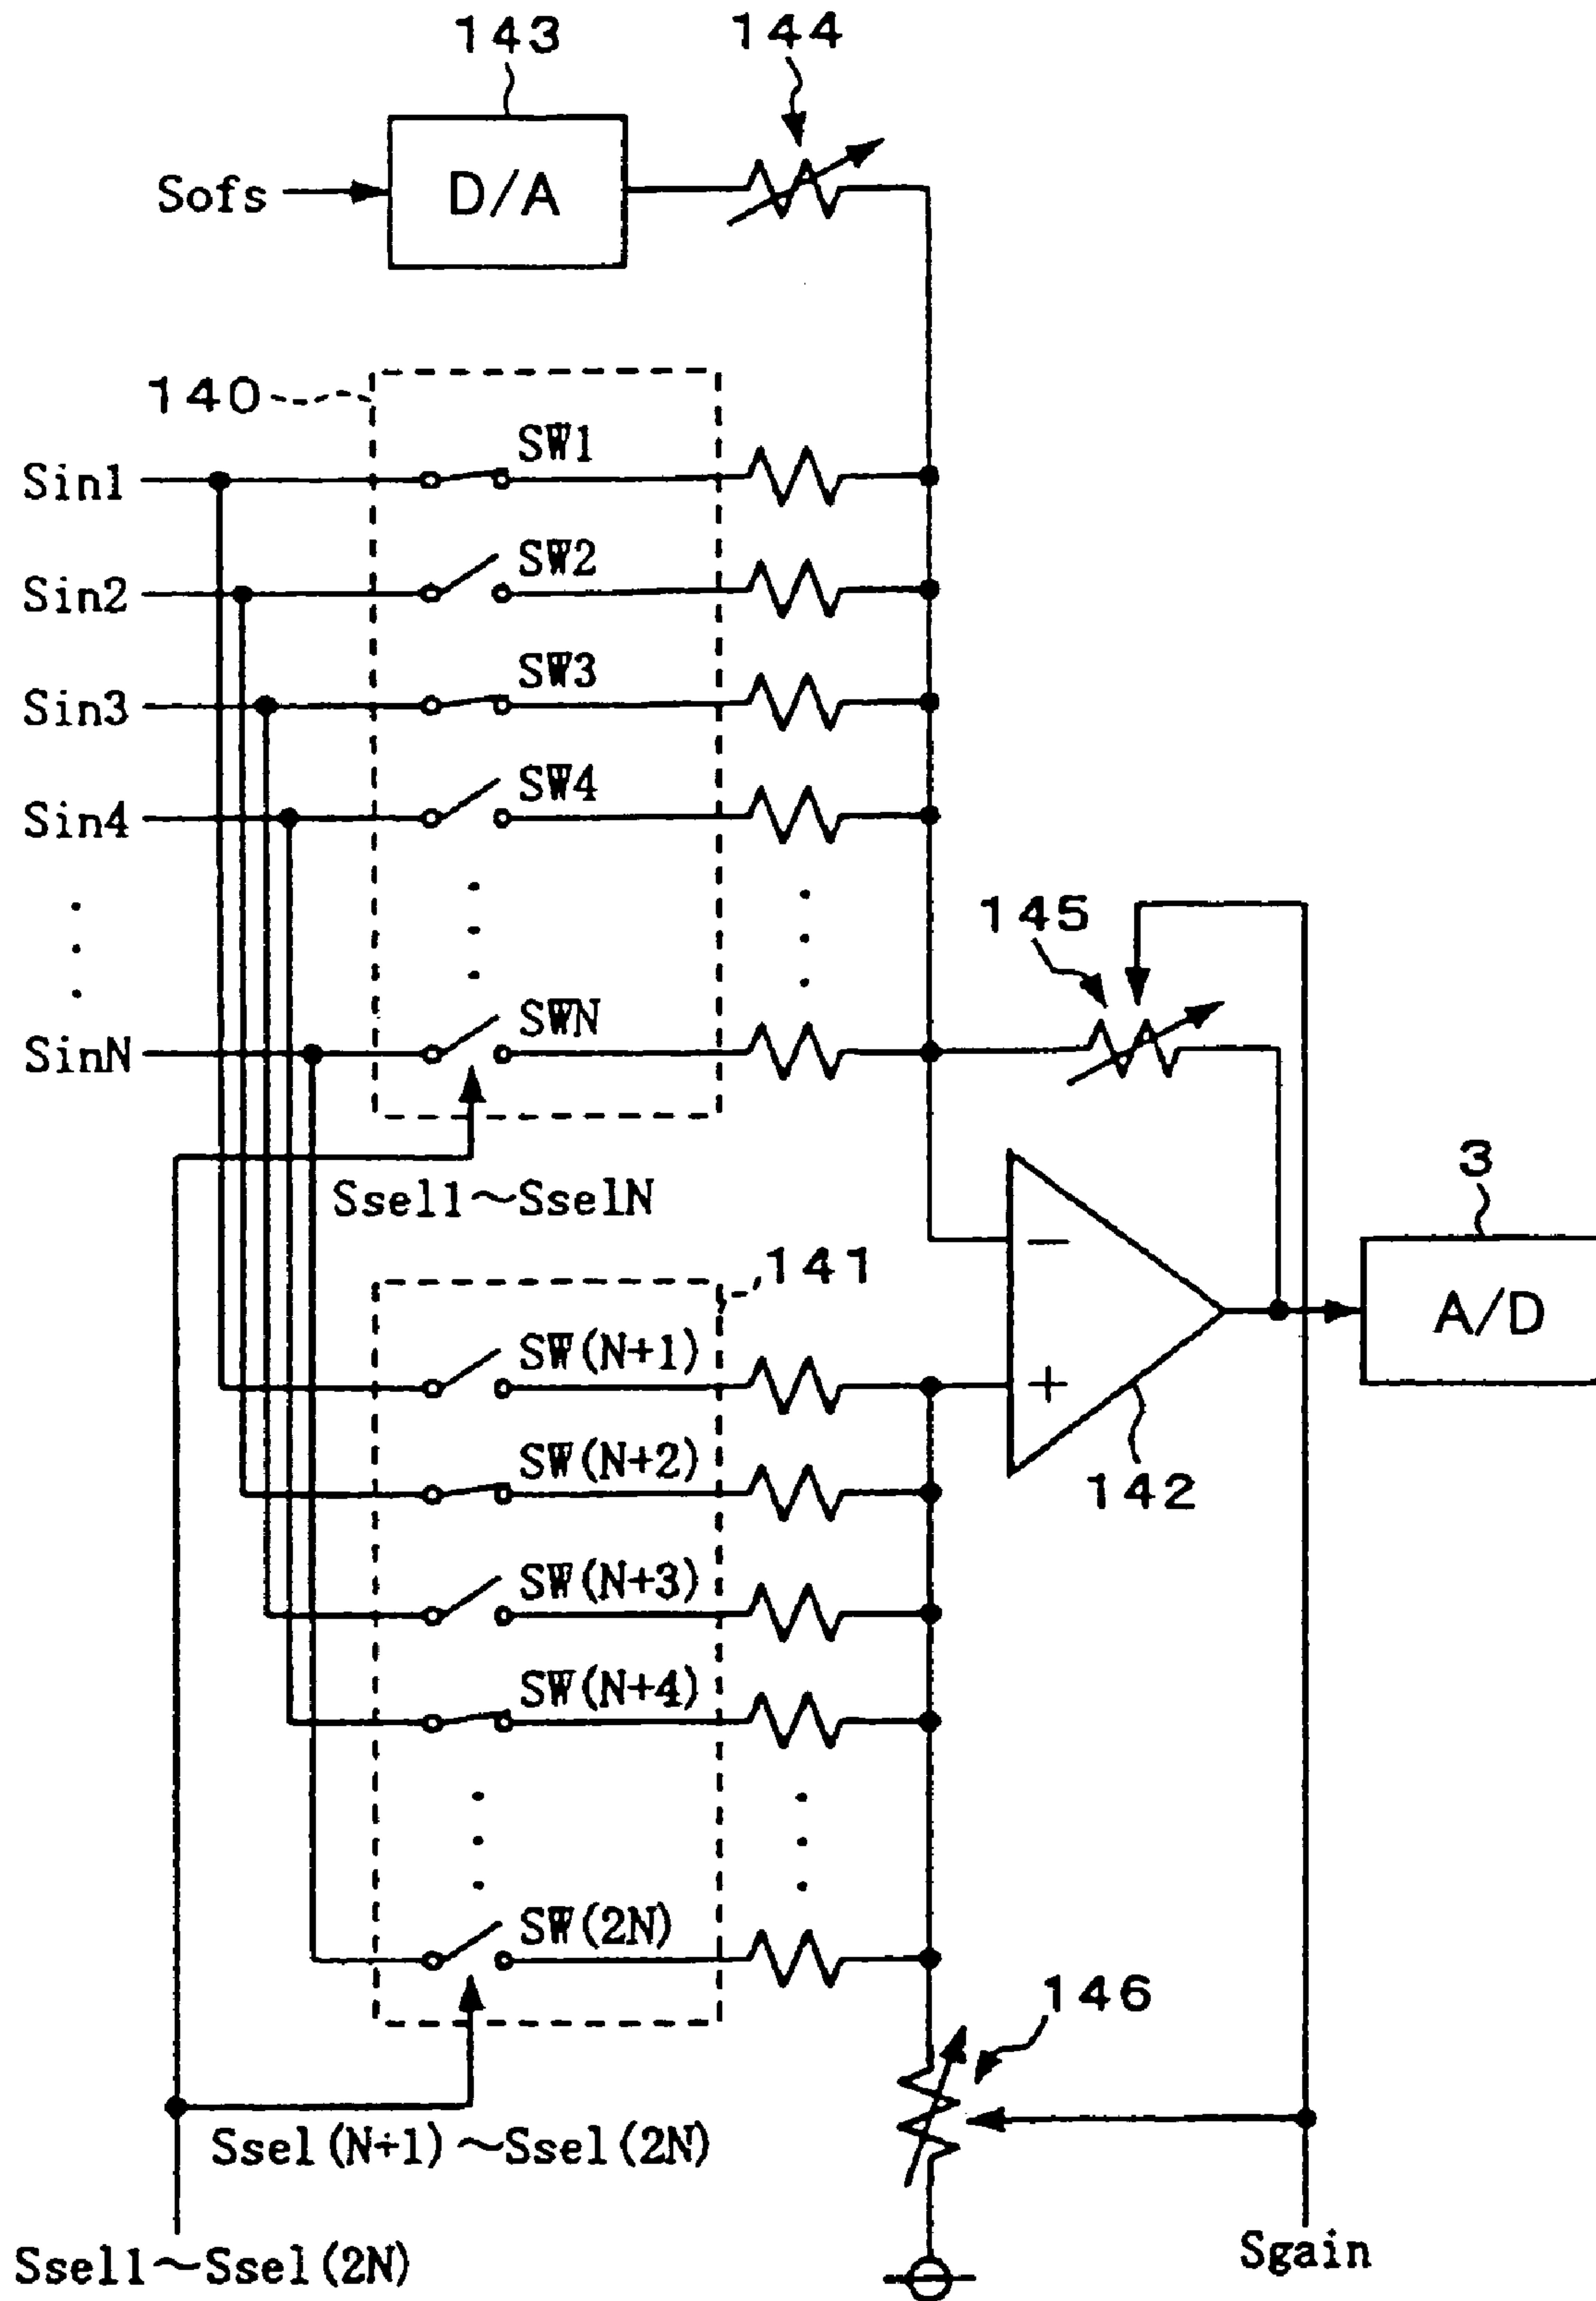 143
144
Sofs
D/A
140
Sin1
SW1
Sin2
SW2
Sin3
SW3
Sin4
SW4
145
SinN
SWN
Ssel1~SselN
3
141
−
A/D
SW(N+1)
+
SW(N+2)
142
SW(N+3)
SW(N+4)
SW(2N)
146
Ssel(N+1)~Ssel(2N)
Ssel1~Ssel(2N)
Sgain